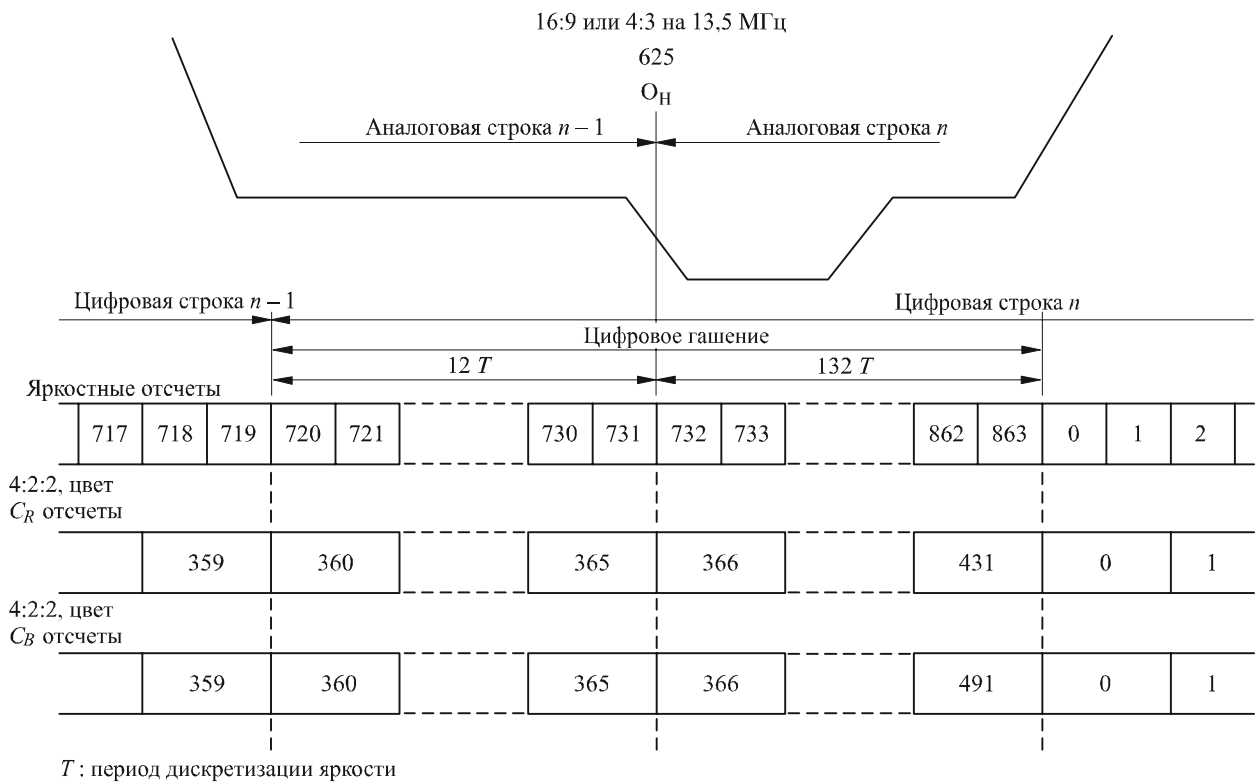 16:9 или 4:3 на 13,5 МГц
625
O_H
Аналоговая строка n – 1 Аналоговая строка n
Цифровая строка n – 1 Цифровая строка n
Цифровое гашение
12 T 132 T
Яркостные отсчеты
717 718 719 720 721 730 731 732 733 862 863 0 1 2
4:2:2, цвет
C_R отсчеты
359 360 365 366 431 0 1
4:2:2, цвет
C_B отсчеты
359 360 365 366 491 0 1
T : период дискретизации яркости